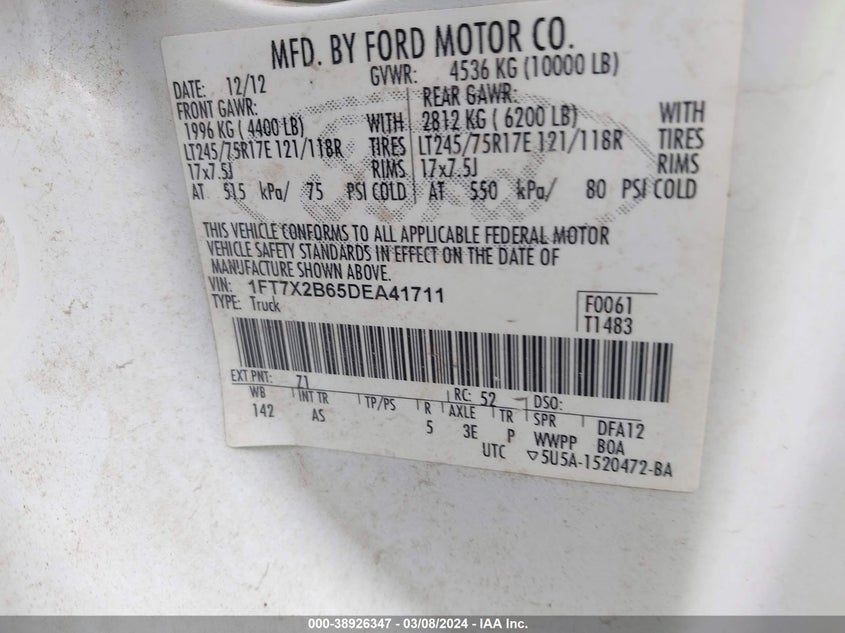 MFD. BY FORD MOTOR CO.
DATE: 12/12 GVWR: 4536 KG (10000 LB)
FRONT GAWR: REAR GAWR:
1996 KG ( 4400 LB) WITH 2812 KG ( 6200 LB) WITH
LT245/75R17E 121/118R TIRES LT245/75R17E 121/118R TIRES
17x7.5J RIMS 17x7.5J RIMS
AT 515 kPa/ 75 PSI COLD AT 550 kPa/ 80 PSI COLD
THIS VEHICLE CONFORMS TO ALL APPLICABLE FEDERAL MOTOR
VEHICLE SAFETY STANDARDS IN EFFECT ON THE DATE OF
MANUFACTURE SHOWN ABOVE.
VIN: 1FT7X2B65DEA41711
TYPE: Truck
F0061
T1483
EXT PNT: 71 RC: 52 DSO:
WB INT TR TP/PS R AXLE TR SPR
142 AS 5 3E P WWPP DFA12
BOA
UTC ▽5U5A-1520472-BA
000-38926347 - 03/08/2024 - IAA Inc.